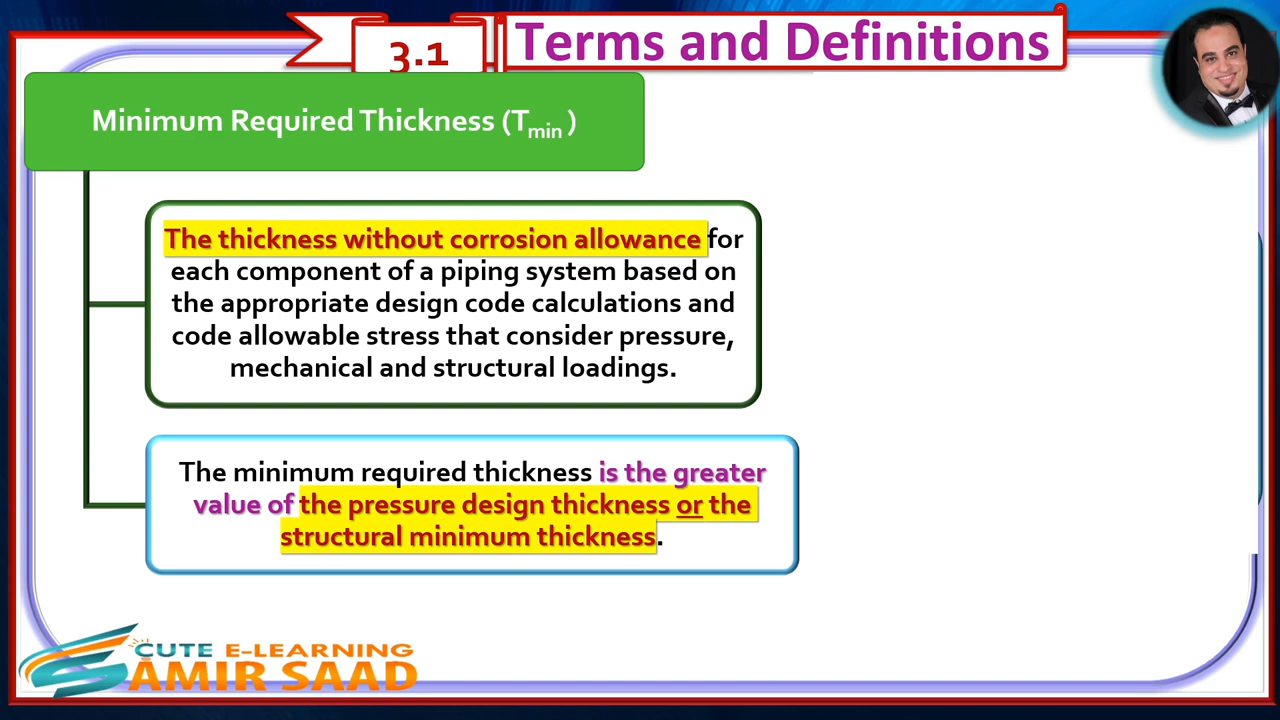 3.1
Terms and Definitions
Minimum Required Thickness (Tmin )
The thickness without corrosion allowance for
each component of a piping system based on
the appropriate design code calculations and
code allowable stress that consider pressure,
mechanical and structural loadings.
The minimum required thickness is the greater
value of the pressure design thickness or the
structural minimum thickness.
CUTE E-LEARNING
AMIR SAAD